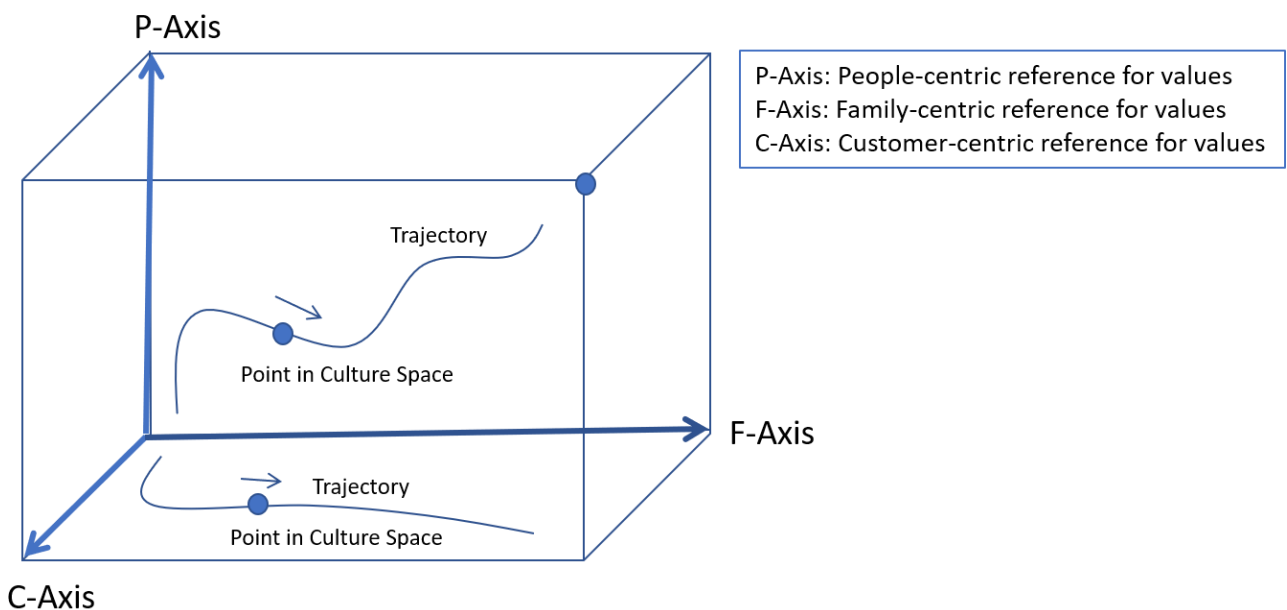 P-Axis
P-Axis: People-centric reference for values
F-Axis: Family-centric reference for values
C-Axis: Customer-centric reference for values
Trajectory
Point in Culture Space
F-Axis
Trajectory
Point in Culture Space
C-Axis